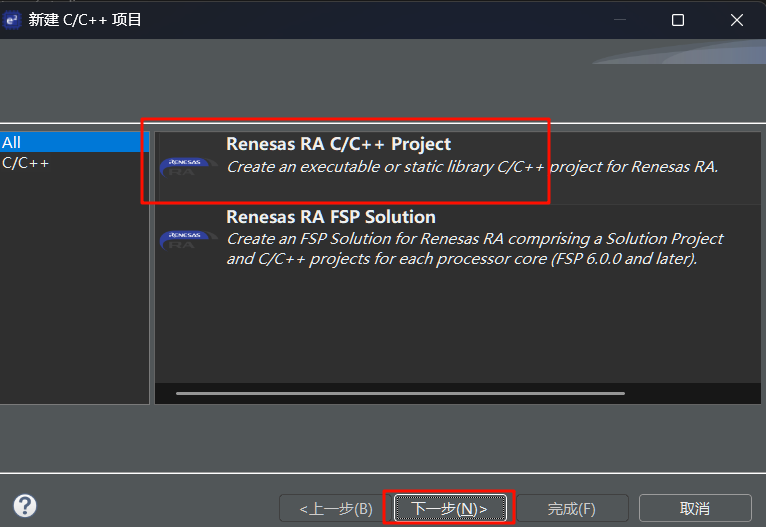 e²
新建 C/C++ 项目
All
C/C++
RENESAS
RA
Renesas RA C/C++ Project
Create an executable or static library C/C++ project for Renesas RA.
RENESAS
RA
Renesas RA FSP Solution
Create an FSP Solution for Renesas RA comprising a Solution Project
and C/C++ projects for each processor core (FSP 6.0.0 and later).
?
<上一步(B)
下一步(N)>
完成(F)
取消